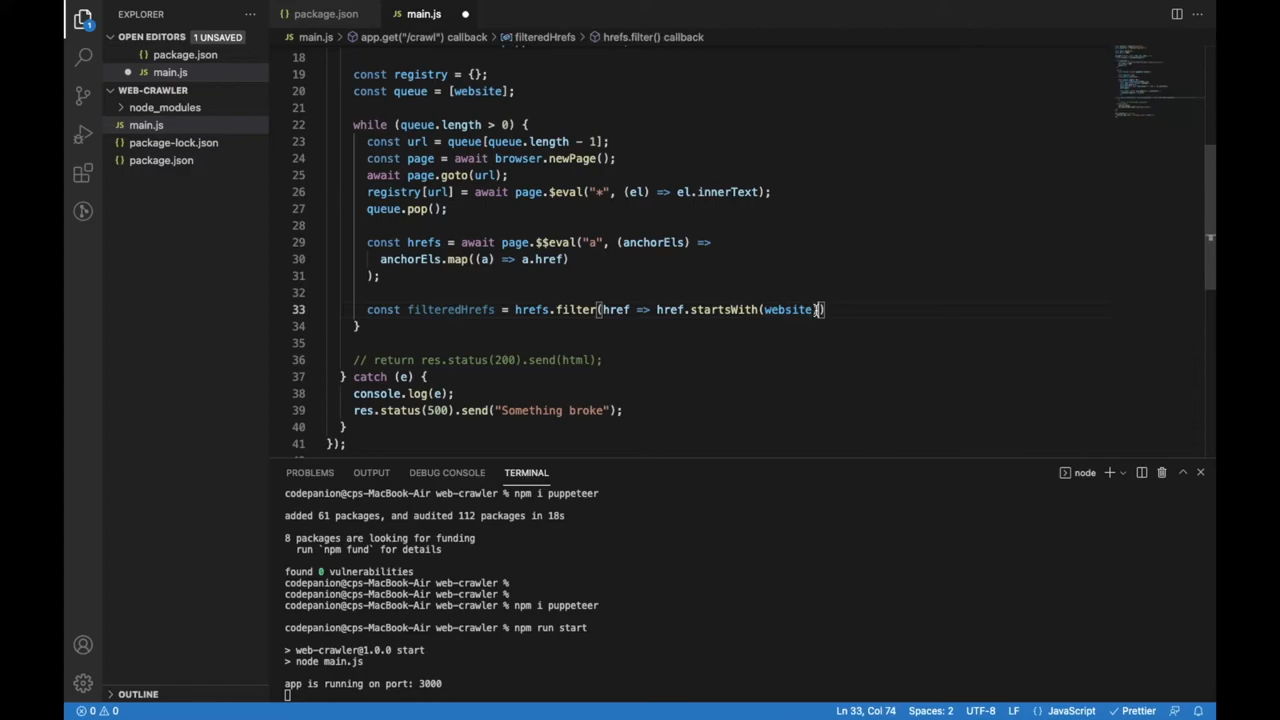 EXPLORER
OPEN EDITORS 1 UNSAVED
package.json
main.js
WEB-CRAWLER
node_modules
main.js
package-lock.json
package.json
OUTLINE
1
package.json
main.js
main.js > app.get("/crawl") callback > filteredHrefs > hrefs.filter() callback
18
19 const registry = {};
20 const queue = [website];
21
22 while (queue.length > 0) {
23 const url = queue[queue.length - 1];
24 const page = await browser.newPage();
25 await page.goto(url);
26 registry[url] = await page.$eval("*", (el) => el.innerText);
27 queue.pop();
28
29 const hrefs = await page.$$eval("a", (anchorEls) =>
30 anchorEls.map((a) => a.href)
31 );
32
33 const filteredHrefs = hrefs.filter(href => href.startsWith(website))
34 }
35
36 // return res.status(200).send(html);
37 } catch (e) {
38 console.log(e);
39 res.status(500).send("Something broke");
40 }
41 });
PROBLEMS OUTPUT DEBUG CONSOLE TERMINAL node
codepanion@cps-MacBook-Air web-crawler % npm i puppeteer
added 61 packages, and audited 112 packages in 18s
8 packages are looking for funding
run `npm fund` for details
found 0 vulnerabilities
codepanion@cps-MacBook-Air web-crawler %
codepanion@cps-MacBook-Air web-crawler %
codepanion@cps-MacBook-Air web-crawler % npm i puppeteer
codepanion@cps-MacBook-Air web-crawler % npm run start
> web-crawler@1.0.0 start
> node main.js
app is running on port: 3000
0 0 Ln 33, Col 74 Spaces: 2 UTF-8 LF {} JavaScript Prettier